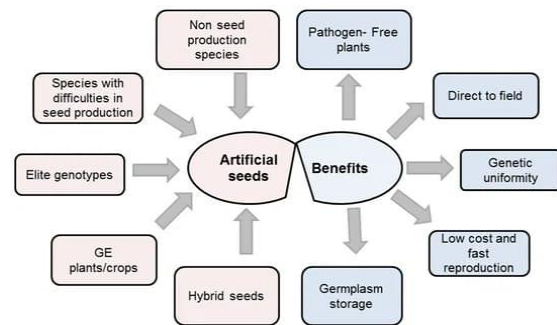 Non seed
production
species
Pathogen- Free
plants
Species with
difficulties in
seed production
Direct to field
Artificial
seeds
Benefits
Elite genotypes
Genetic
uniformity
GE
plants/crops
Low cost and
fast
reproduction
Hybrid seeds
Germplasm
storage